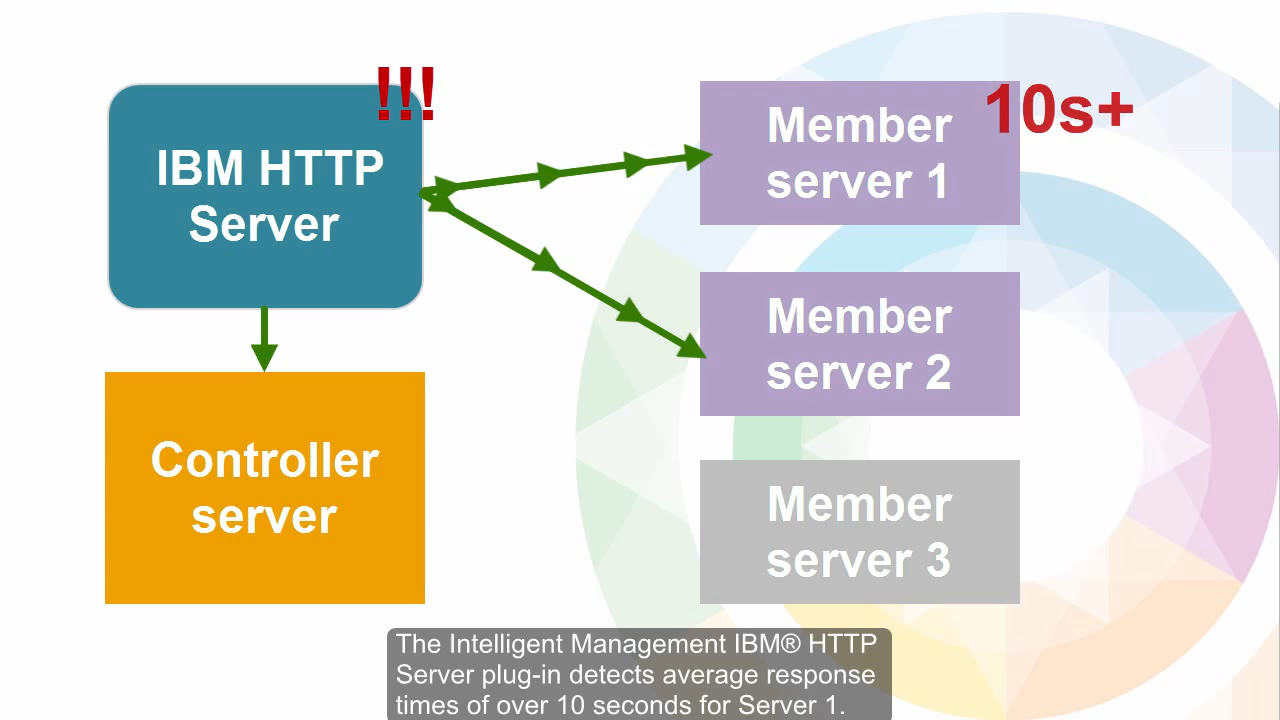 !!!
IBM HTTP
Server
Member
server 1
10s+
Member
server 2
Controller
server
Member
server 3
The Intelligent Management IBM® HTTP
Server plug-in detects average response
times of over 10 seconds for Server 1.